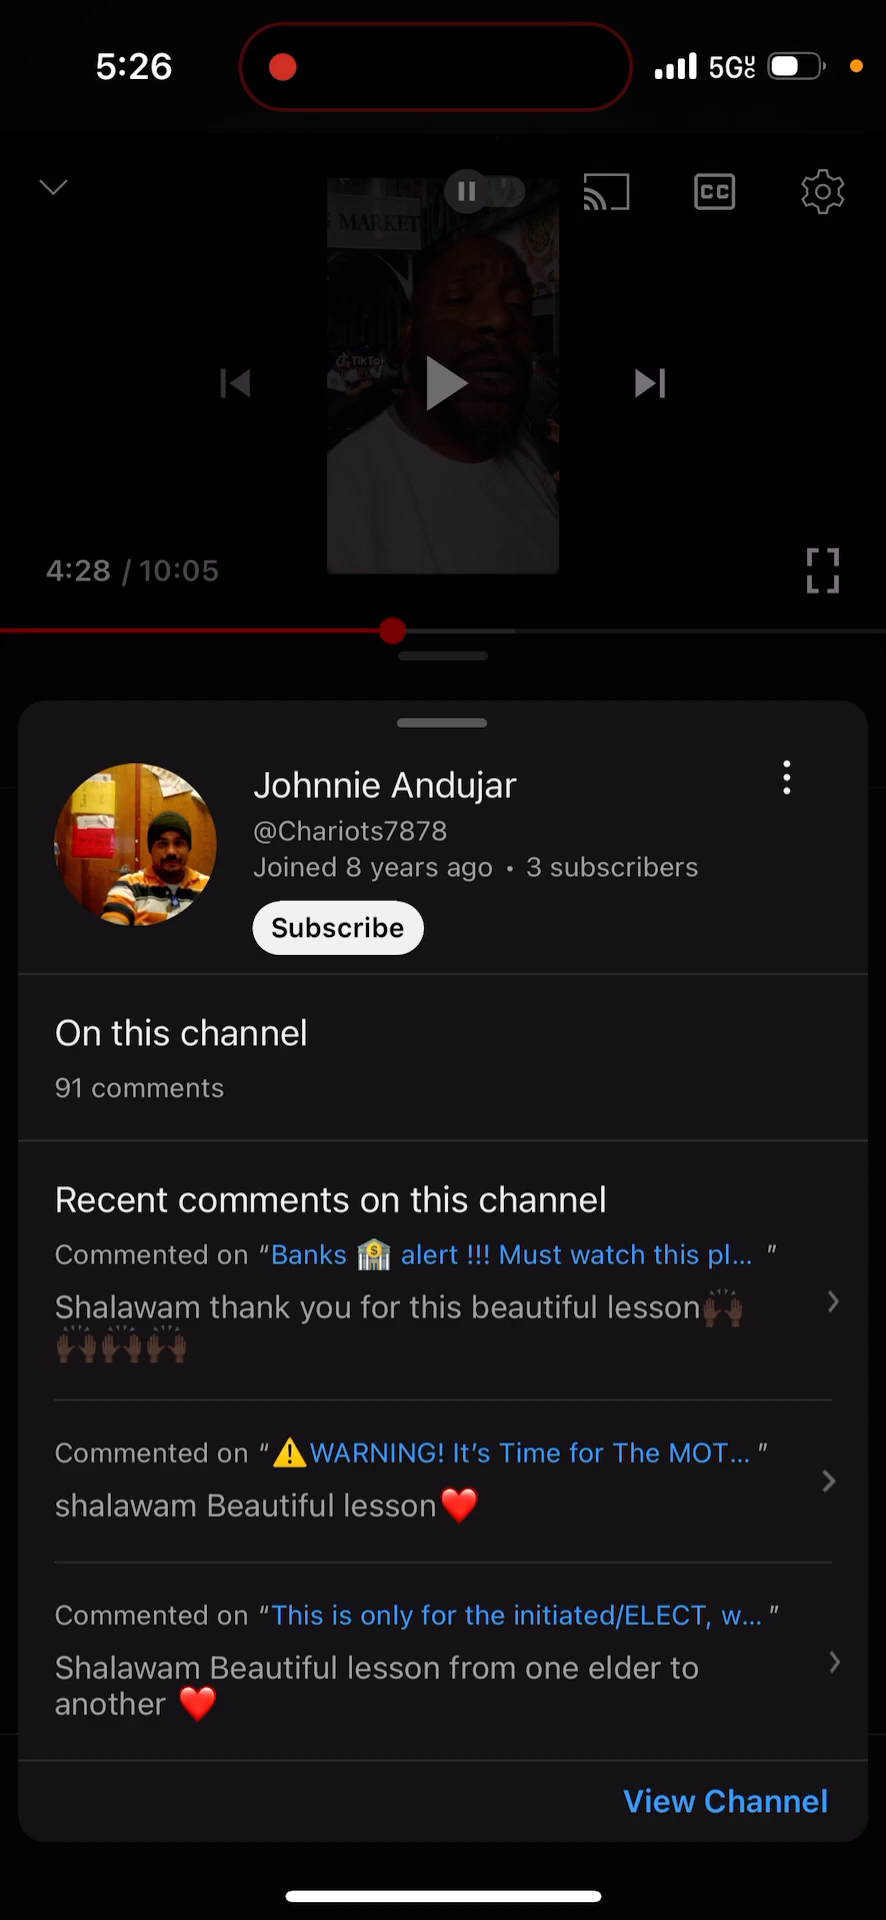 5:26
5GUC
MARKET
TikTok
4:28 / 10:05
Johnnie Andujar
@Chariots7878
Joined 8 years ago • 3 subscribers
Subscribe
On this channel
91 comments
Recent comments on this channel
Commented on “Banks 🏦 alert !!! Must watch this pl... ”
Shalawam thank you for this beautiful lesson🙌🏿
🙌🏿🙌🏿🙌🏿
Commented on “⚠️WARNING! It’s Time for The MOT... ”
shalawam Beautiful lesson❤️
Commented on “This is only for the initiated/ELECT, w... ”
Shalawam Beautiful lesson from one elder to
another ❤️
View Channel